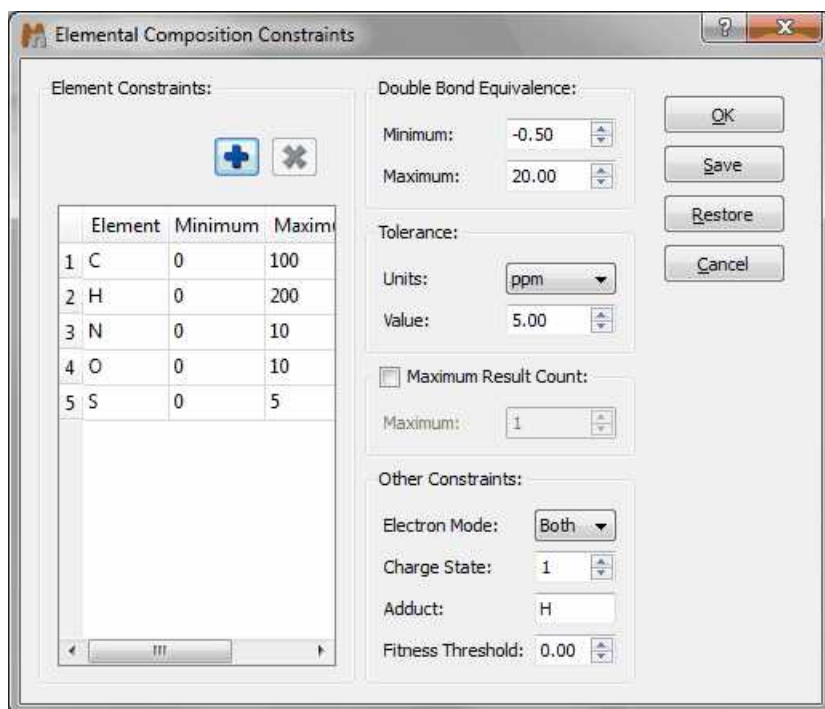 Elemental Composition Constraints
Element Constraints:
Element Minimum Maximu
1 C 0 100
2 H 0 200
3 N 0 10
4 O 0 10
5 S 0 5
Double Bond Equivalence:
Minimum: -0.50
Maximum: 20.00
Tolerance:
Units: ppm
Value: 5.00
Maximum Result Count:
Maximum: 1
Other Constraints:
Electron Mode: Both
Charge State: 1
Adduct: H
Fitness Threshold: 0.00
OK
Save
Restore
Cancel